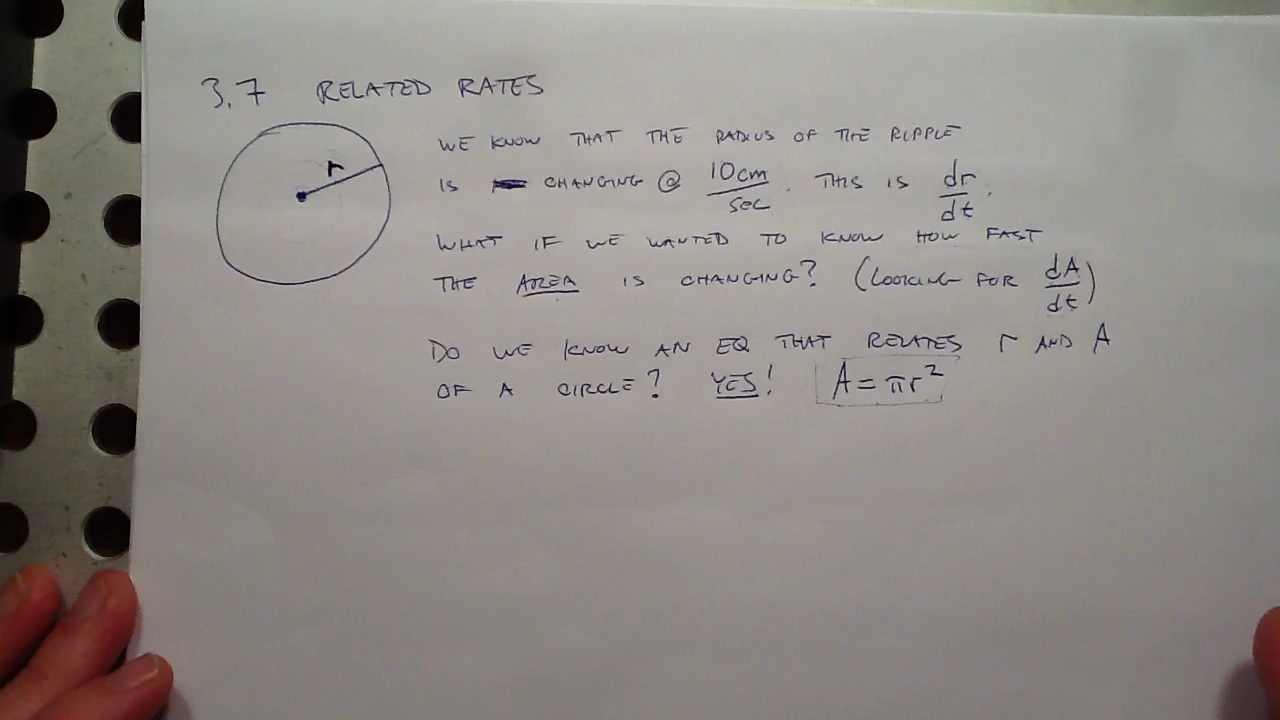 3.7 RELATED RATES
r
WE KNOW THAT THE RADIUS OF THE RIPPLE
IS CHANGING @ 10cm/sec. THIS IS dr/dt.
WHAT IF WE WANTED TO KNOW HOW FAST
THE AREA IS CHANGING? (LOOKING FOR dA/dt)
DO WE KNOW AN EQ THAT RELATES r AND A
OF A CIRCLE? YES! A = πr²